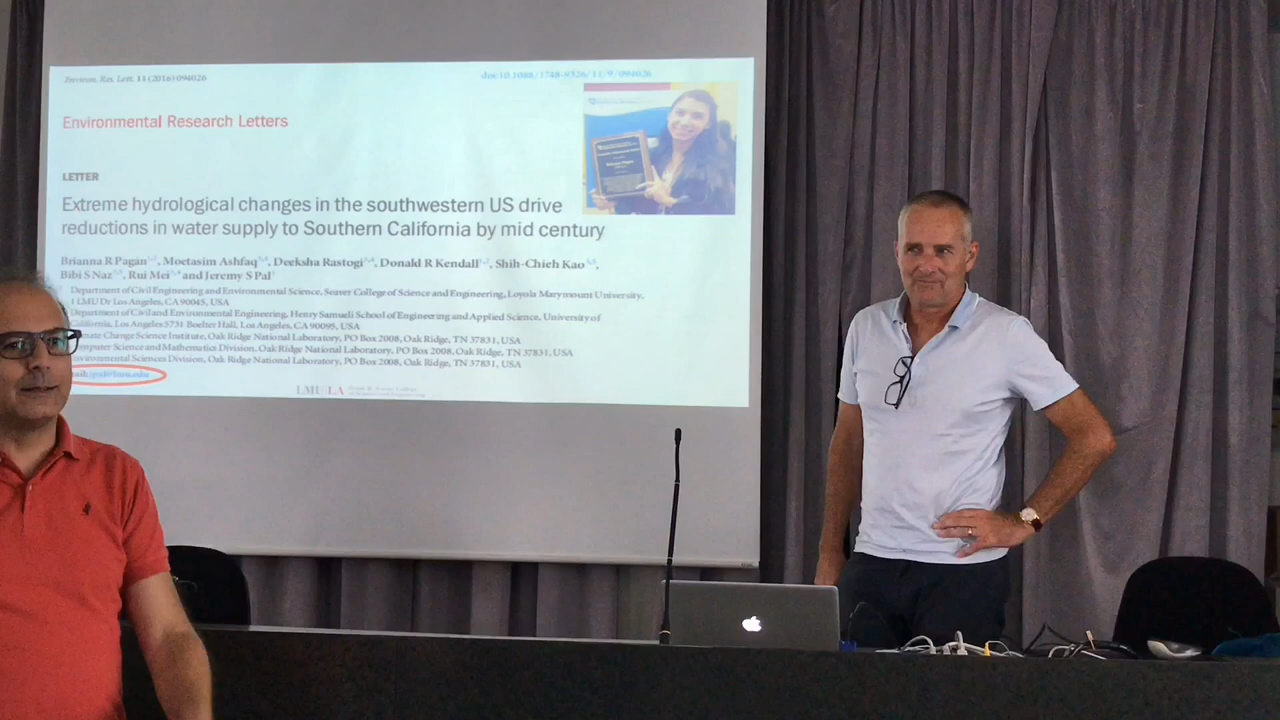 Environ. Res. Lett. 11 (2016) 094026
doi:10.1088/1748-9326/11/9/094026
Environmental Research Letters
LETTER
Extreme hydrological changes in the southwestern US drive
reductions in water supply to Southern California by mid century
Brianna R Pagán, Moetasim Ashfaq, Deeksha Rastogi, Donald R Kendall, Shih-Chieh Kao,
Bibi S Naz, Rui Mei and Jeremy S Pal
Department of Civil Engineering and Environmental Science, Seaver College of Science and Engineering, Loyola Marymount University,
1 LMU Dr Los Angeles, CA 90045, USA
Department of Civil and Environmental Engineering, Henry Samueli School of Engineering and Applied Science, University of
California, Los Angeles 5731 Boelter Hall, Los Angeles, CA 90095, USA
mate Change Science Institute, Oak Ridge National Laboratory, PO Box 2008, Oak Ridge, TN 37831, USA
mputer Science and Mathematics Division, Oak Ridge National Laboratory, PO Box 2008, Oak Ridge, TN 37831, USA
nvironmental Sciences Division, Oak Ridge National Laboratory, PO Box 2008, Oak Ridge, TN 37831, USA
ail: jpal@lmu.edu
LMU LA